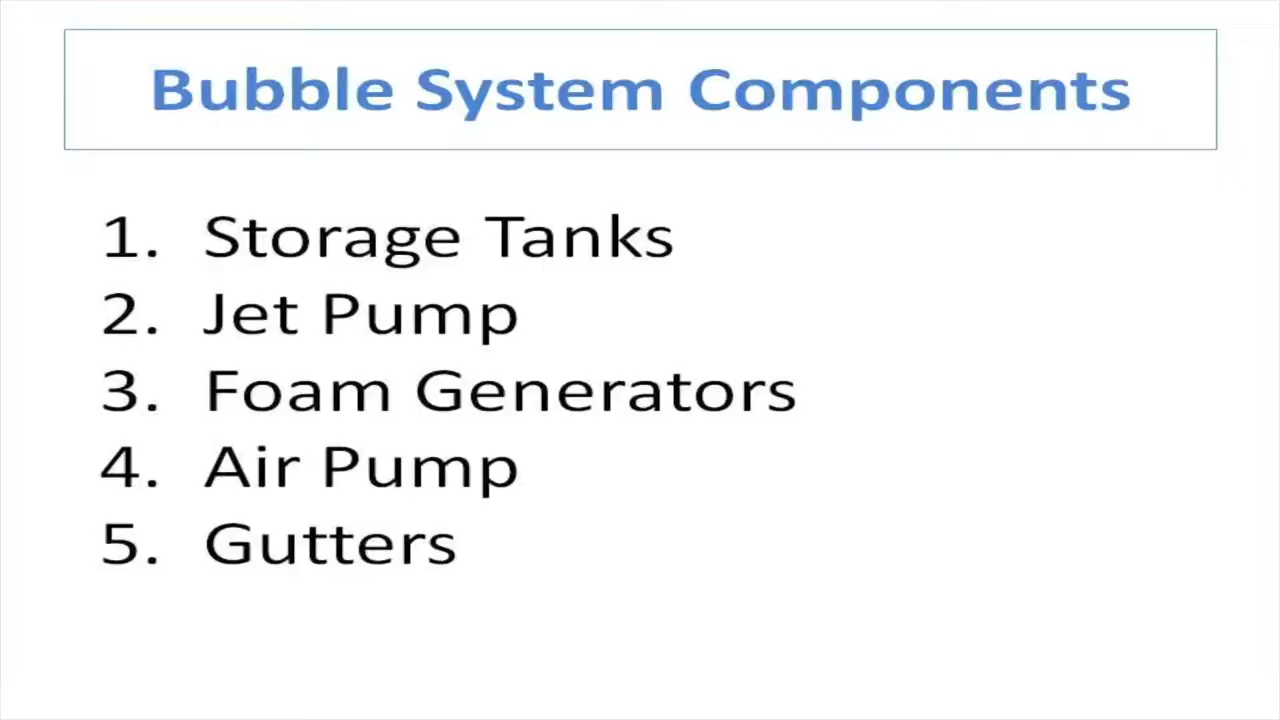 Bubble System Components
1. Storage Tanks
2. Jet Pump
3. Foam Generators
4. Air Pump
5. Gutters